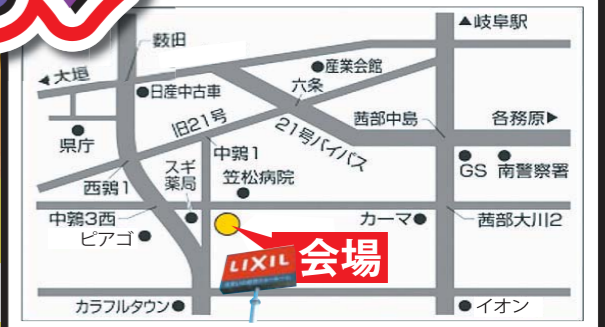 ▲岐阜駅
薮田
◀大垣
●産業会館
六条
●日産中古車
旧21号
21号バイパス
茜部中島
各務原▶
県庁
中鶉1
GS
南警察署
西鶉1
スギ
薬局
笠松病院
中鶉3西
カーマ●
茜部大川2
ピアゴ●
LIXIL
会場
カラフルタウン●
●イオン